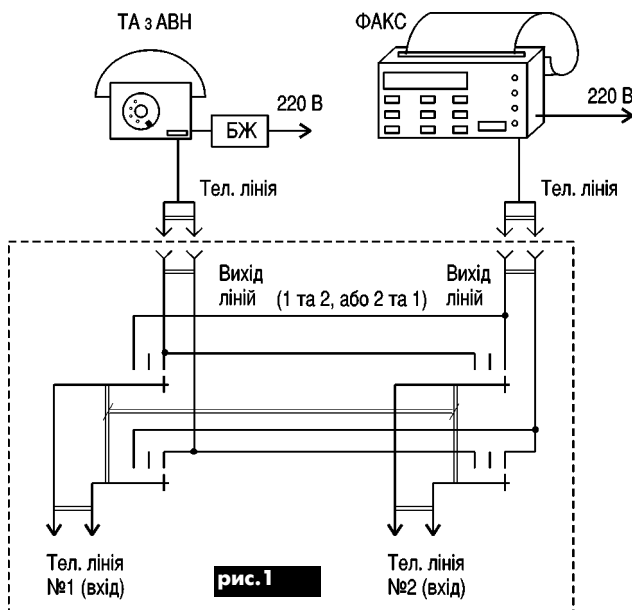 ТА з АВН
ФАКС
220 В
БЖ
220 В
Тел. лінія
Тел. лінія
Вихід
ліній
(1 та 2, або 2 та 1)
Вихід
ліній
Тел. лінія
№1 (вхід)
рис.1
Тел. лінія
№2 (вхід)